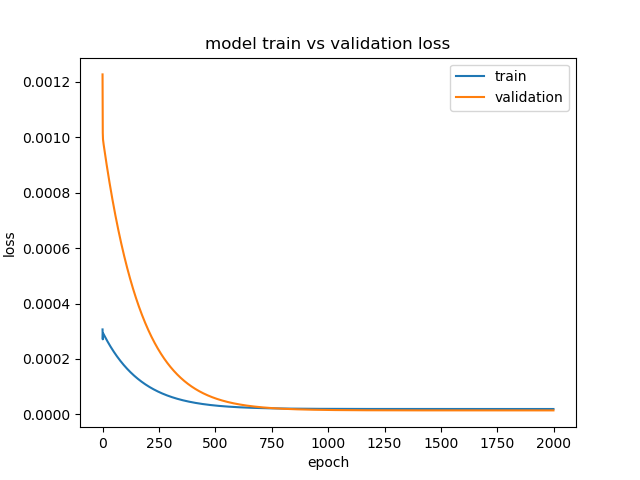 model train vs validation loss
train
validation
0.0012
0.0010
0.0008
0.0006
0.0004
0.0002
0.0000
loss
0 250 500 750 1000 1250 1500 1750 2000
epoch